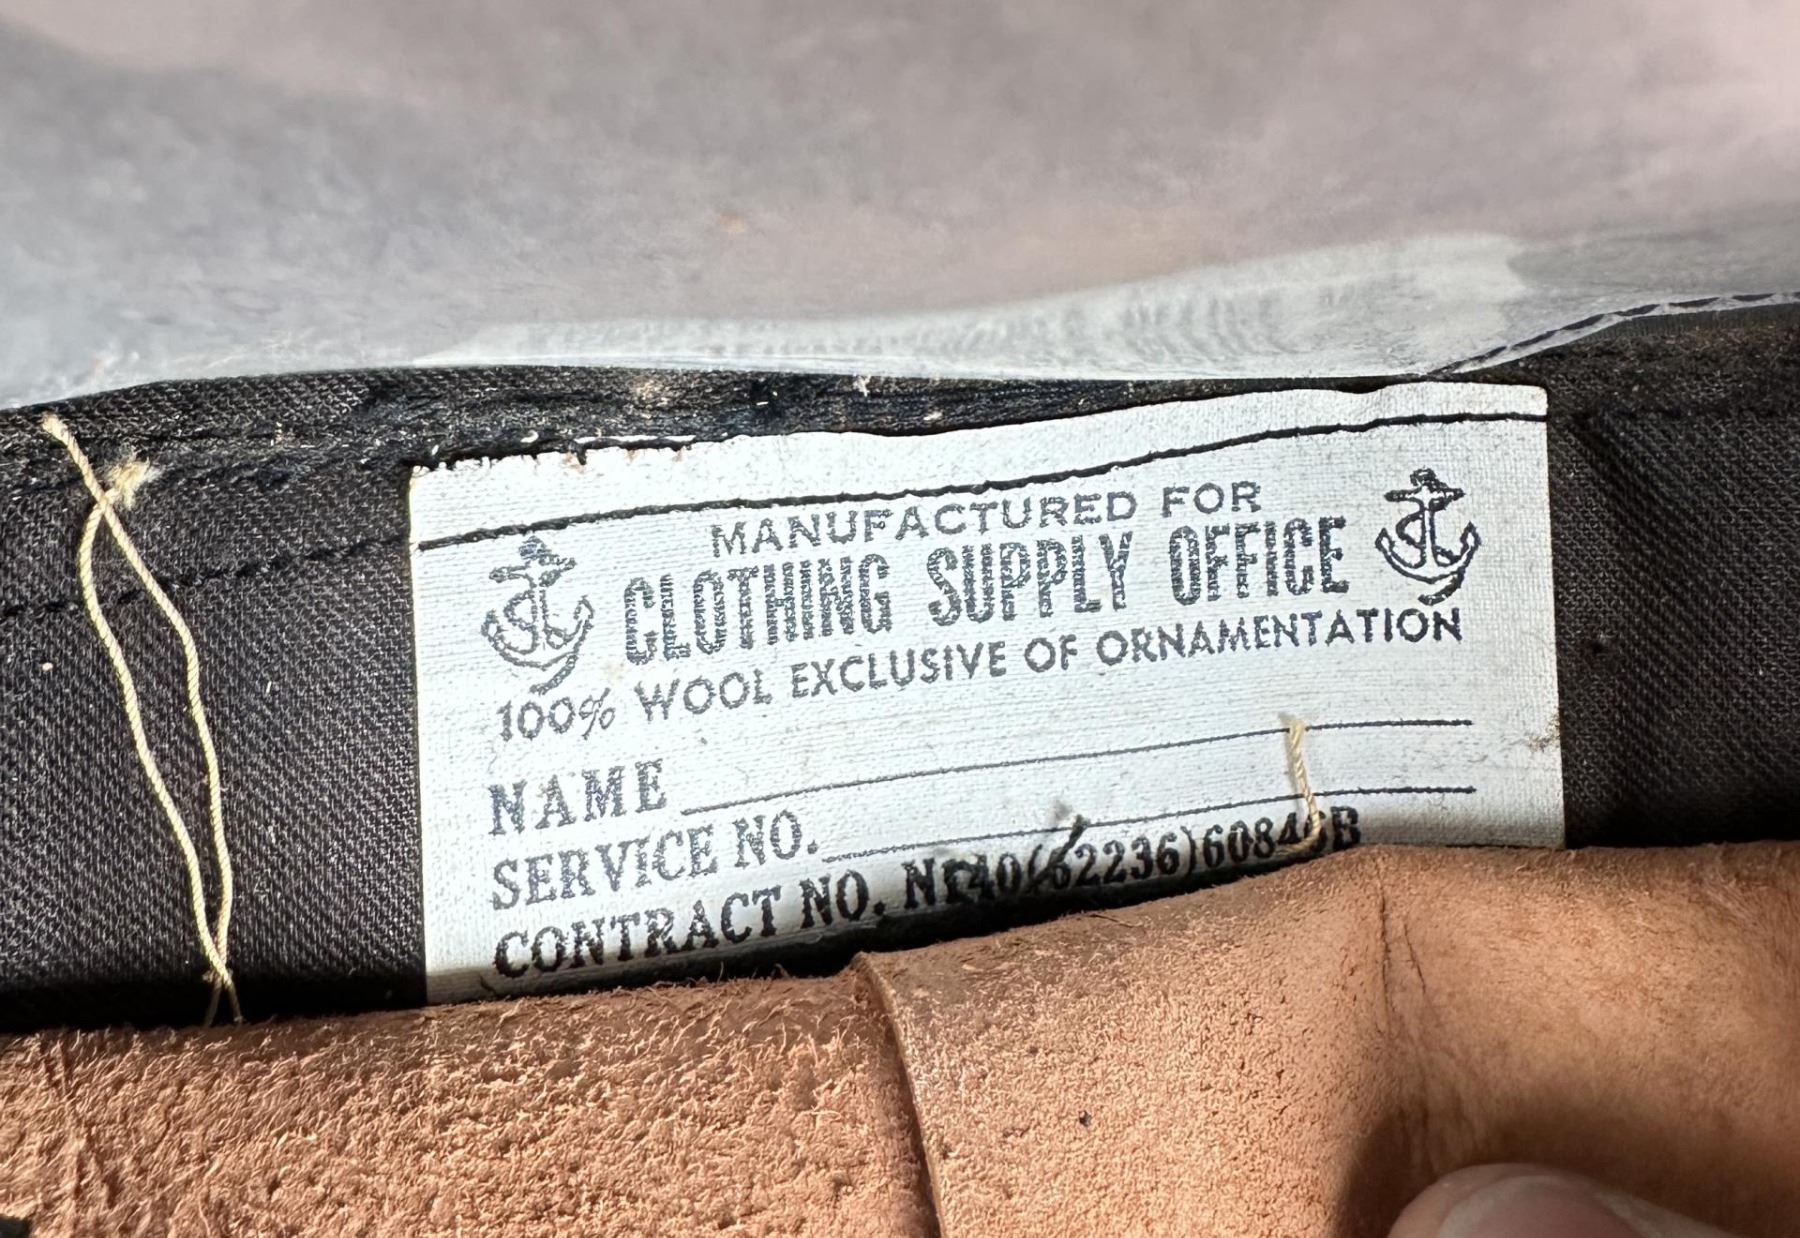 MANUFACTURED FOR
CLOTHING SUPPLY OFFICE
100% WOOL EXCLUSIVE OF ORNAMENTATION
NAME
SERVICE NO.
CONTRACT NO.